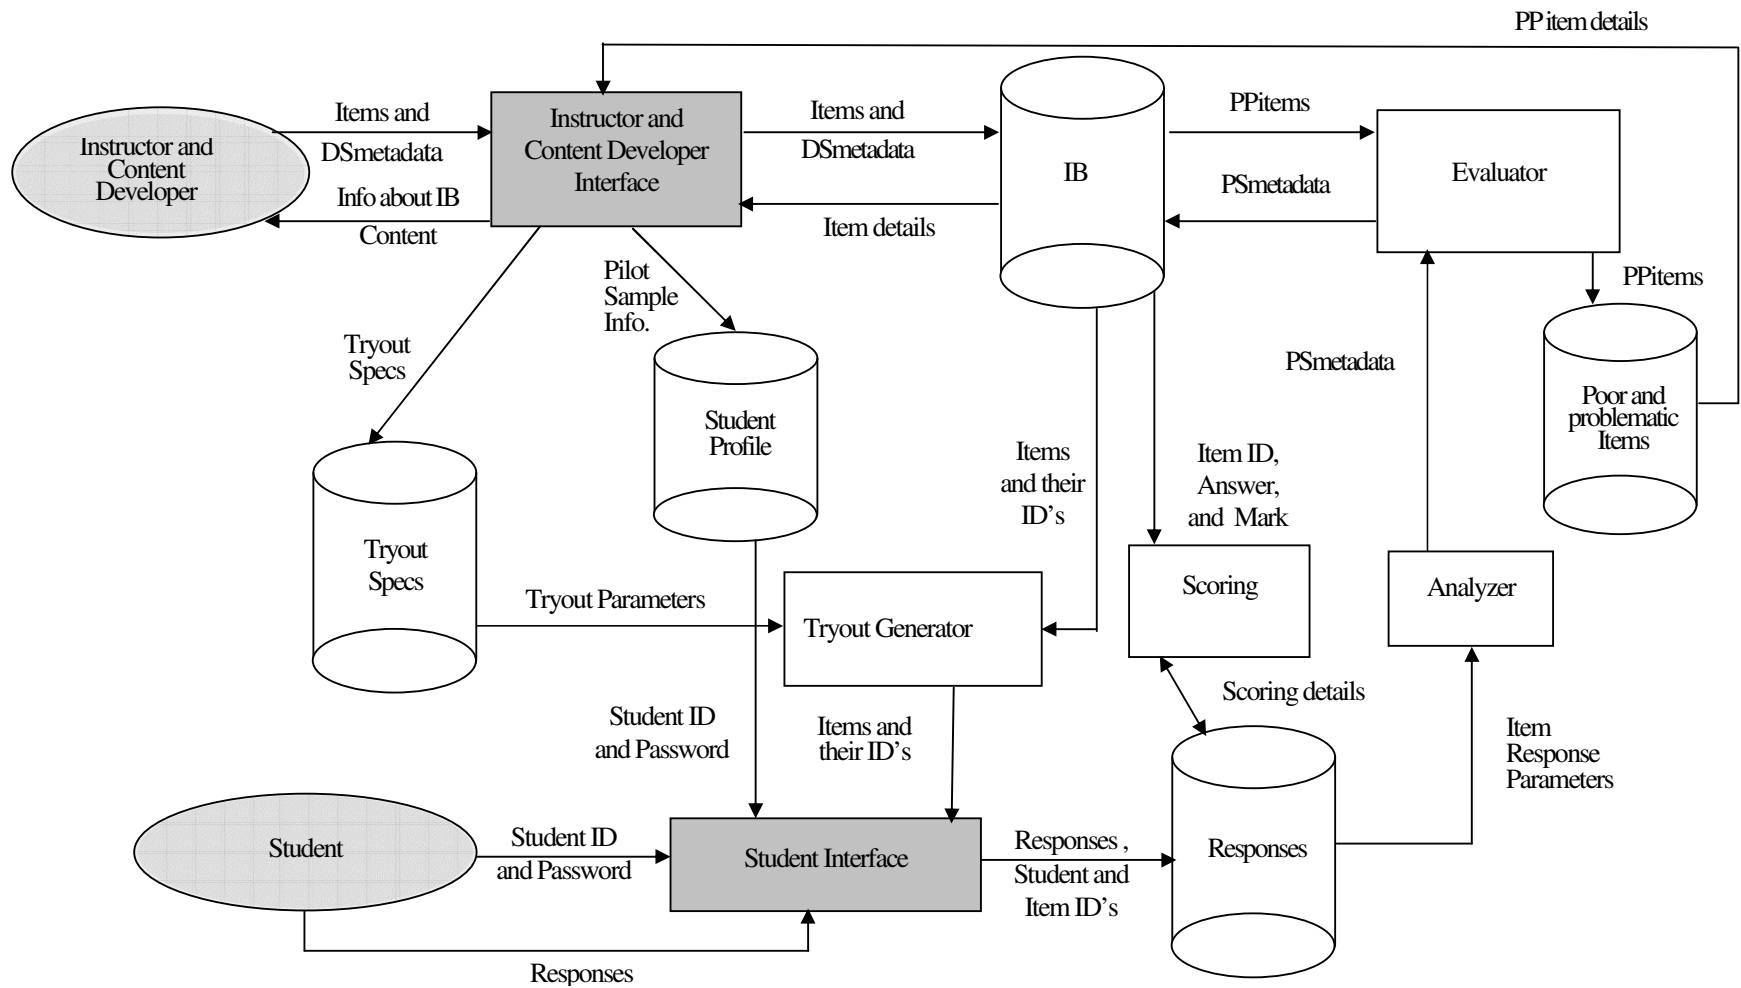 PP item details
Instructor and
Content
Developer
Items and
DSmetadata
Info about IB
Content
Instructor and
Content Developer
Interface
Items and
DSmetadata
Item details
IB
PPitems
PSmetadata
Evaluator
PPitems
Pilot
Sample
Info.
Tryout
Specs
Student
Profile
Tryout
Specs
Items
and their
ID’s
Item ID,
Answer,
and Mark
PSmetadata
Poor and
problematic
Items
Tryout Parameters
Tryout Generator
Scoring
Analyzer
Scoring details
Student ID
and Password
Items and
their ID’s
Item
Response
Parameters
Student
Student ID
and Password
Student Interface
Responses ,
Student and
Item ID’s
Responses
Responses